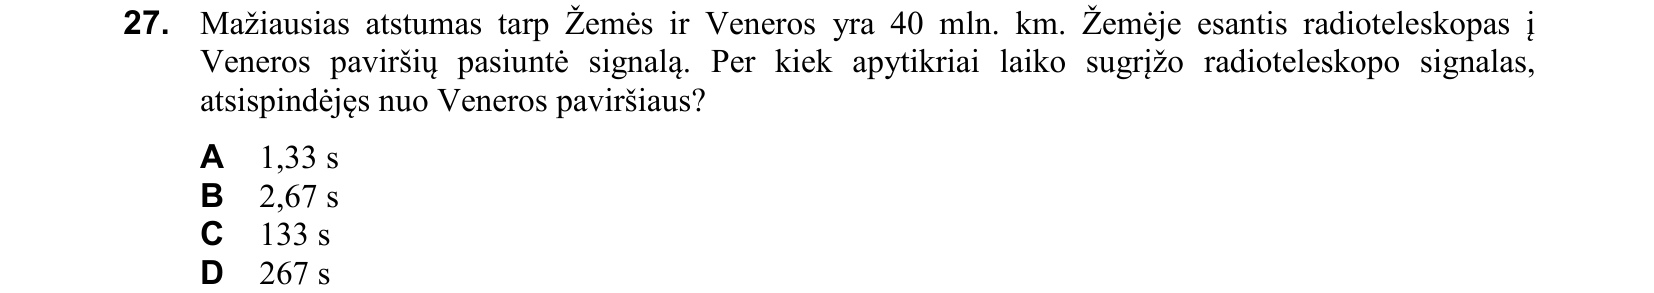 27. Mažiausias atstumas tarp Žemės ir Veneros yra 40 mln. km. Žemėje esantis radioteleskopas į
Veneros paviršių pasiuntė signalą. Per kiek apytikriai laiko sugrįžo radioteleskopo signalas,
atsispindėjęs nuo Veneros paviršiaus?
A 1,33 s
B 2,67 s
C 133 s
D 267 s